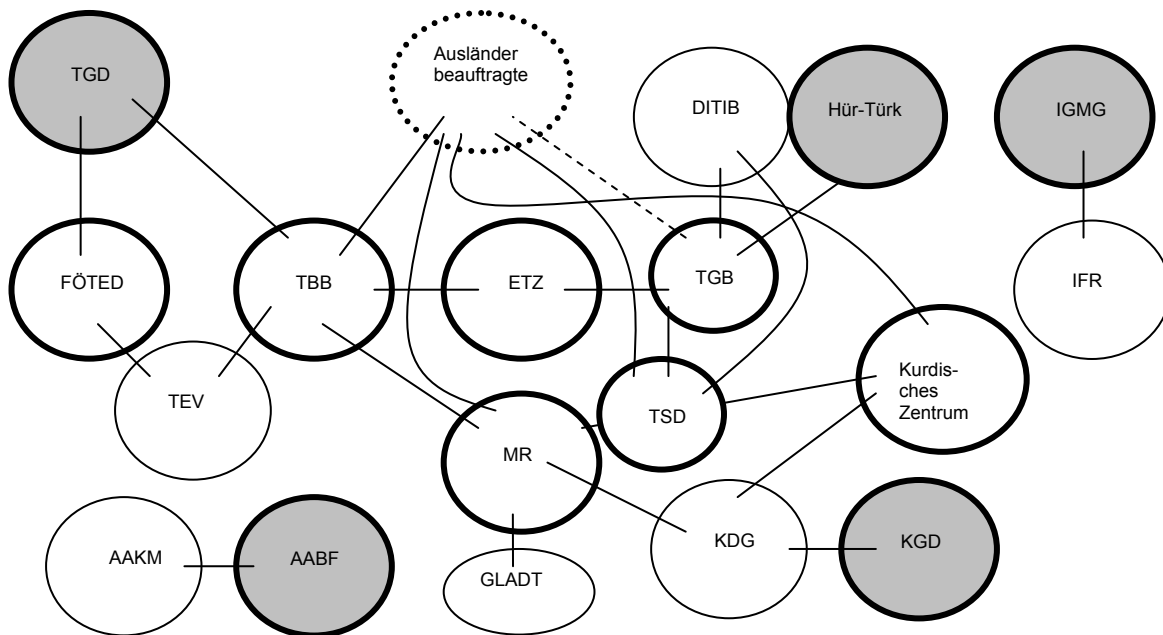 TGD
Ausländer
beauftragte
DITIB
Hür-Türk
IGMG
FÖTED
TBB
ETZ
TGB
IFR
TEV
MR
TSD
Kurdis-
ches
Zentrum
AAKM
AABF
GLADT
KDG
KGD